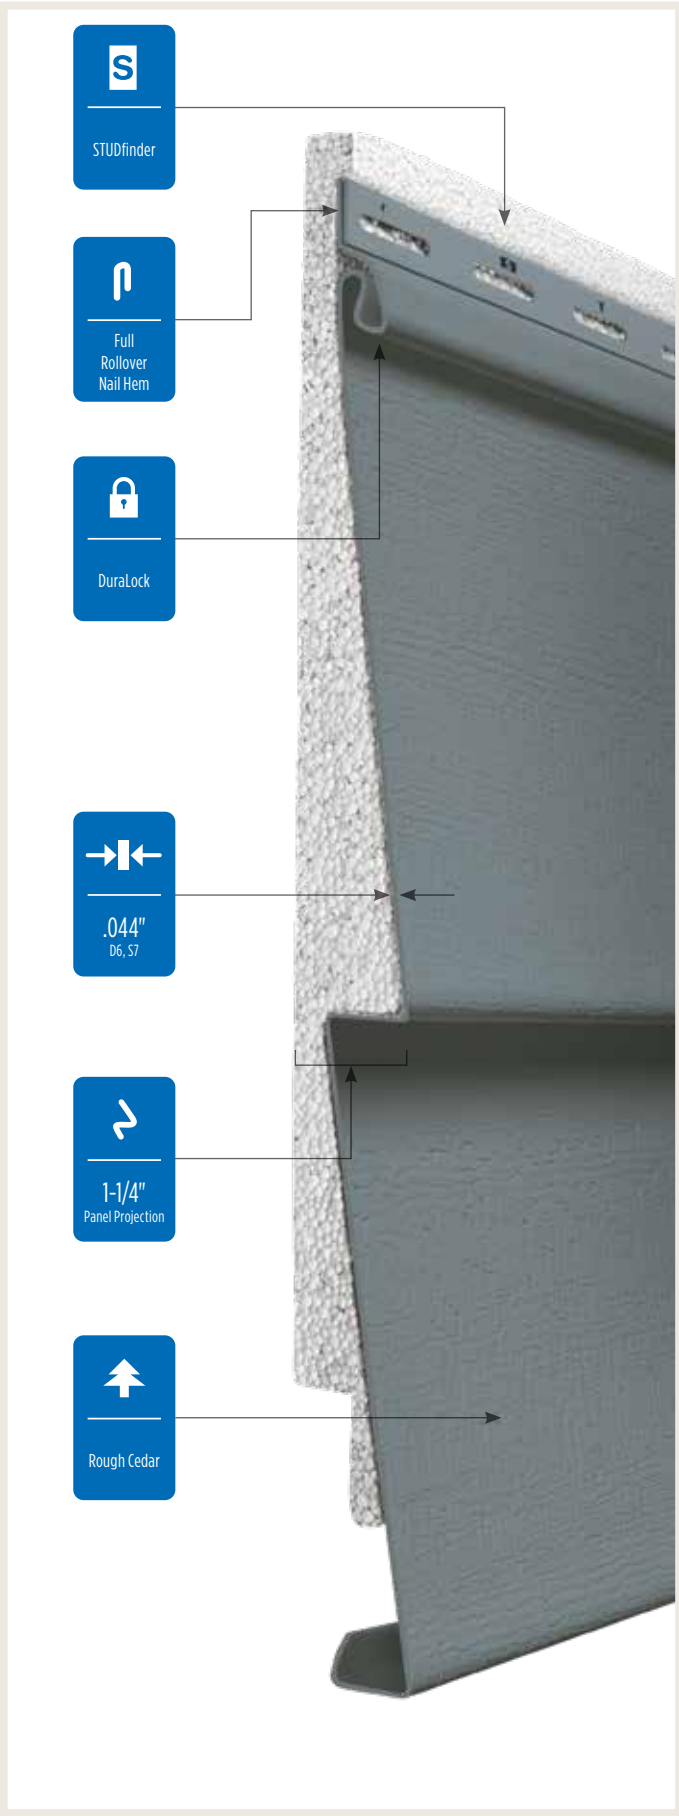 S
STUDfinder
Full
Rollover
Nail Hem
DuraLock
.044"
D6, S7
1-1/4"
Panel Projection
Rough Cedar